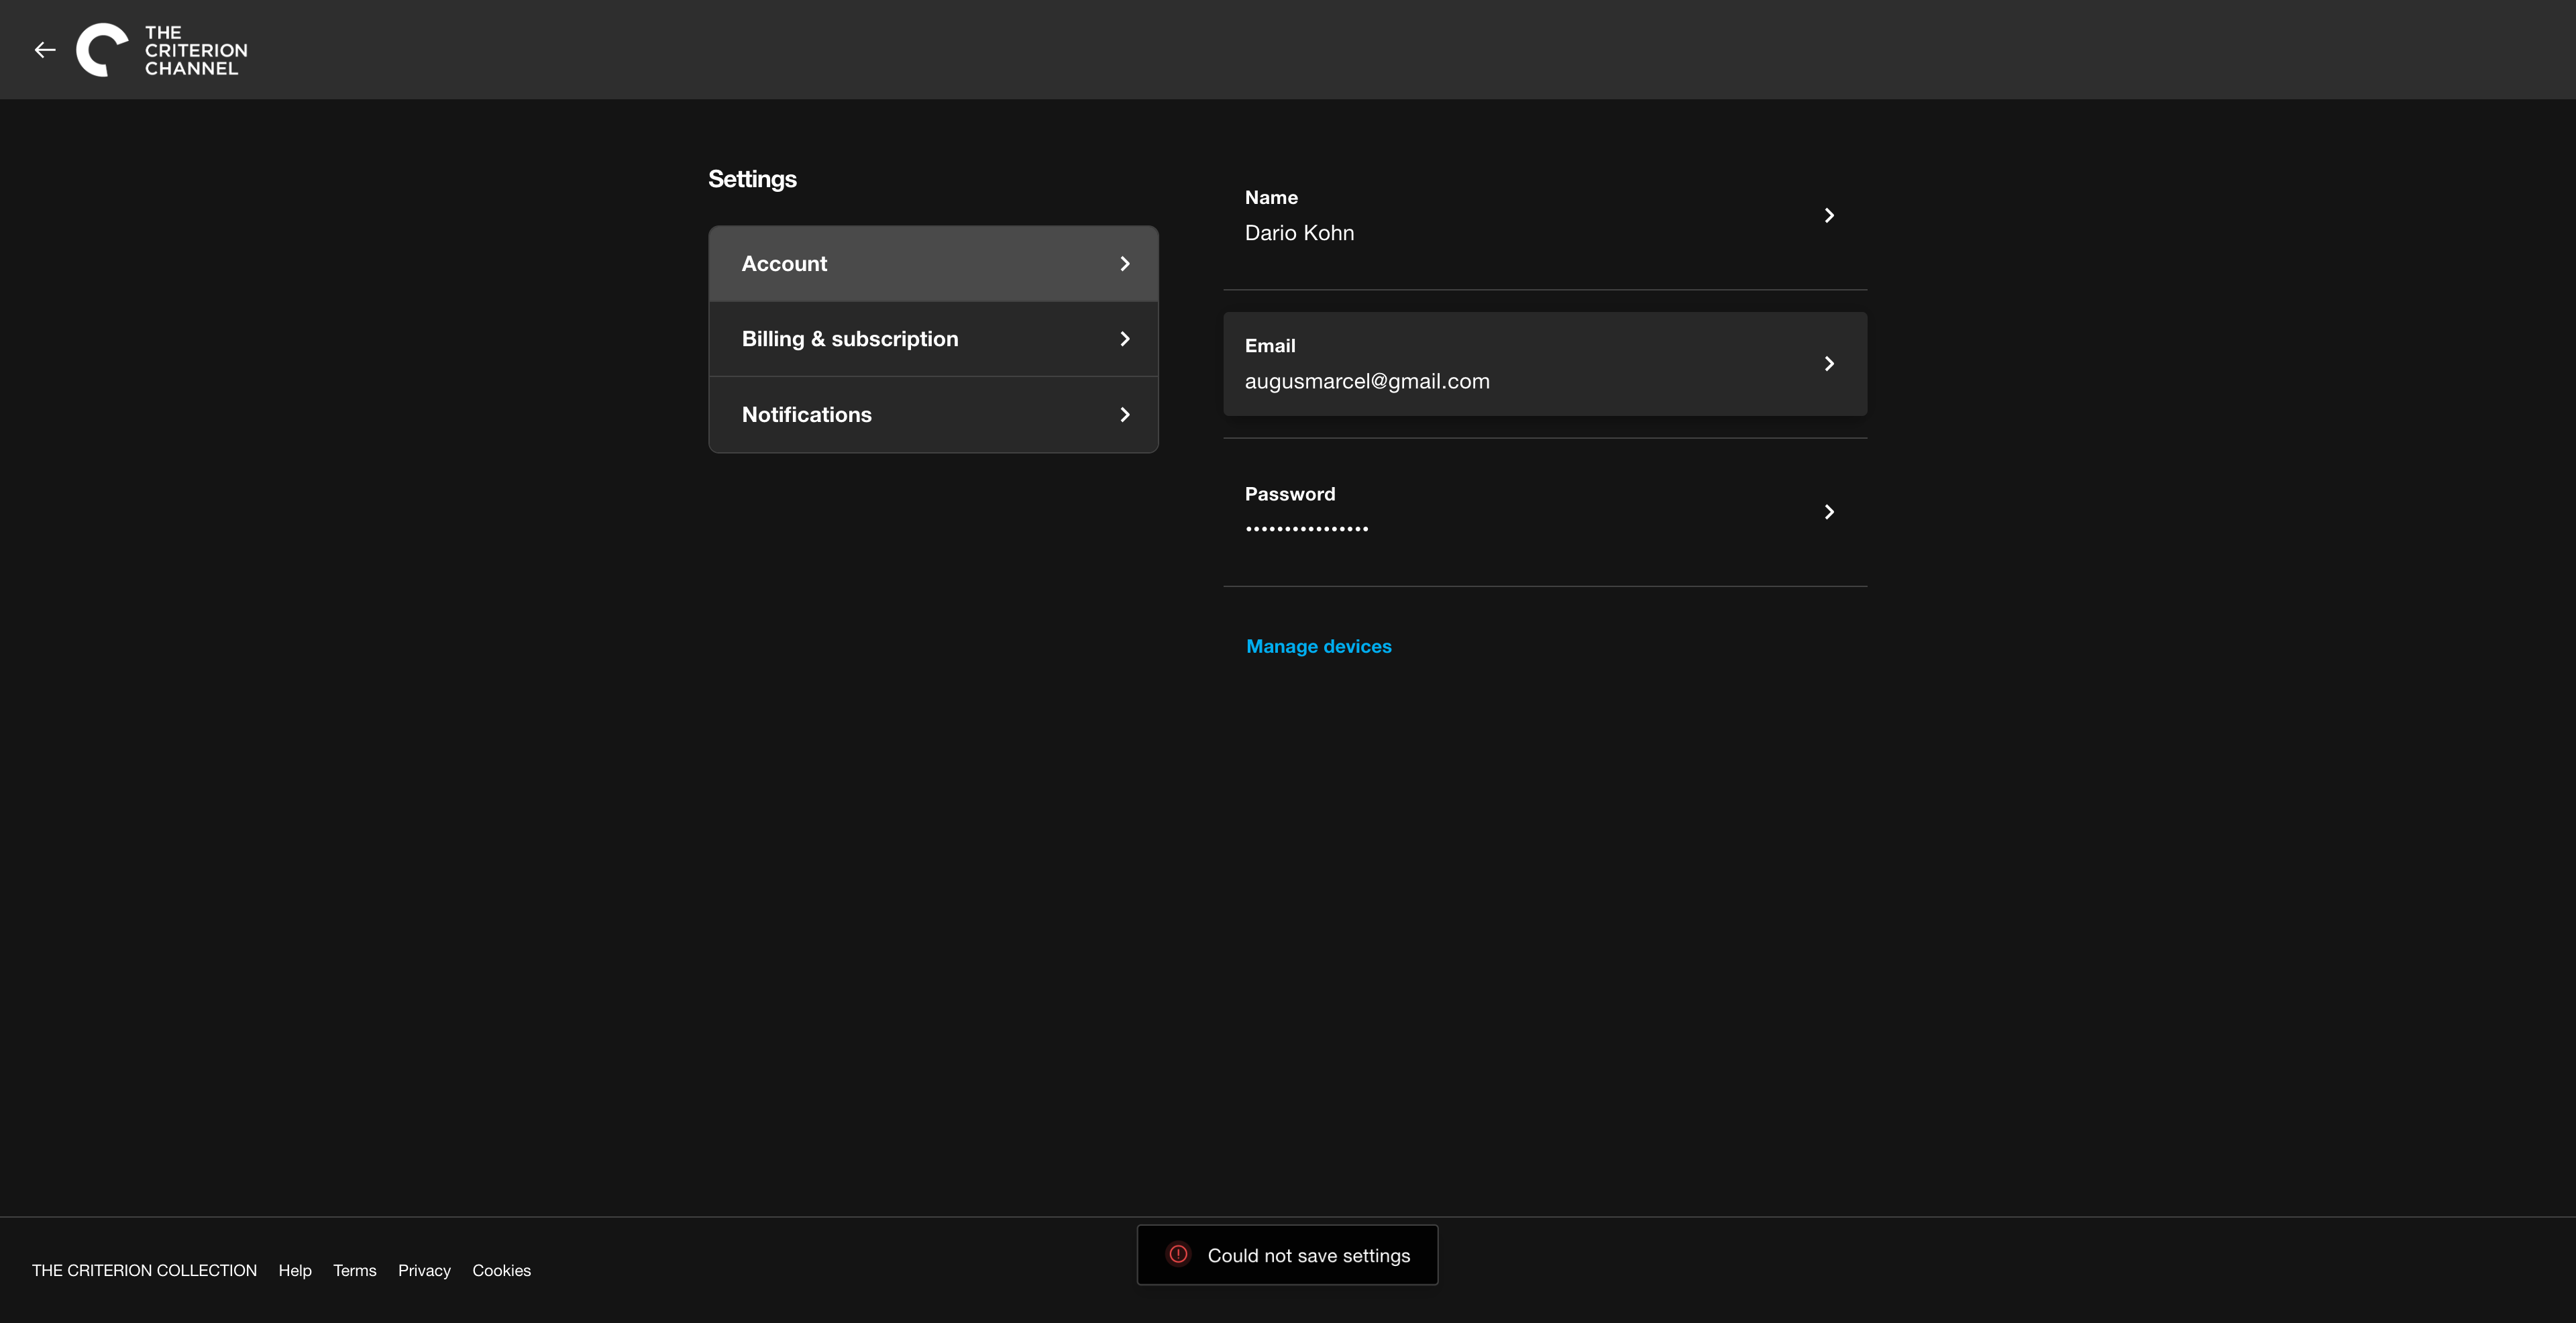 THE
CRITERION
CHANNEL
Settings
Account
Billing & subscription
Notifications
Name
Dario Kohn
Email
augusmarcel@gmail.com
Password
••••••••••••••••
Manage devices
THE CRITERION COLLECTION Help Terms Privacy Cookies
Could not save settings